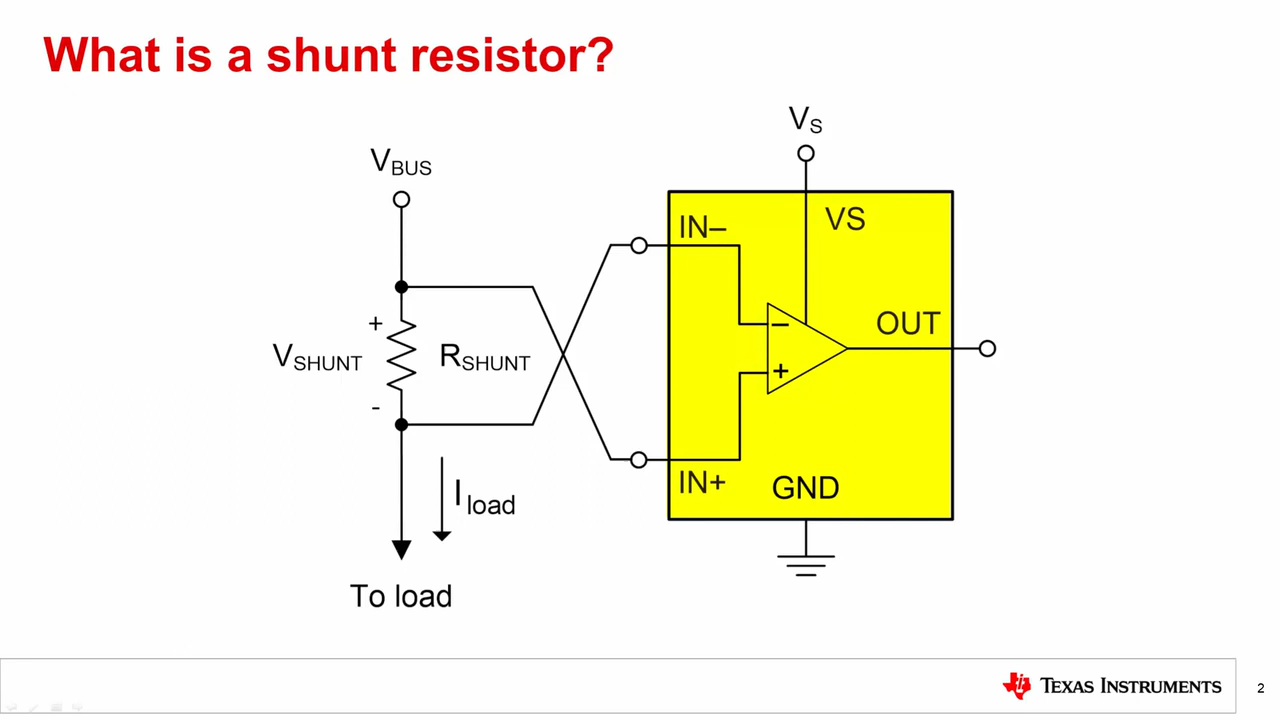 What is a shunt resistor?
VS
VBUS
IN–
VS
+
VSHUNT
RSHUNT
-
–
+
OUT
IN+
GND
Iload
To load
TEXAS INSTRUMENTS
2